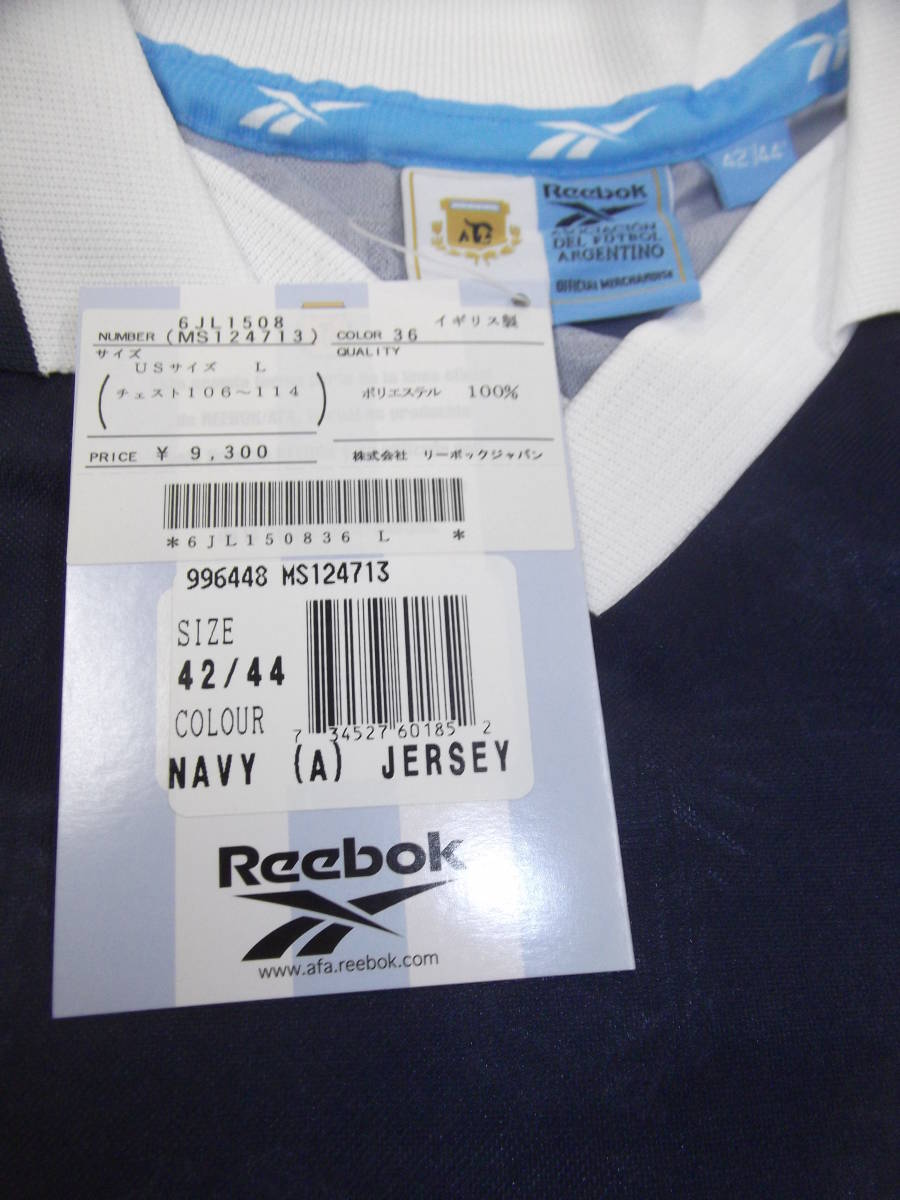 Reebok
42/44
ASOCIACIÓN
DEL FÚTBOL
ARGENTINO
OFFICIAL MERCHANDISE
6JL1508 イギリス製
NUMBER (MS124713) COLOR 36
サイズ QUALITY
USサイズ L
(チェスト106〜114) ポリエステル 100%
PRICE ¥ 9,300 株式会社 リーボックジャパン
*6JL150836 L *
996448 MS124713
SIZE
42/44
COLOUR
7 34527 60185 2
NAVY (A) JERSEY
Reebok
www.afa.reebok.com